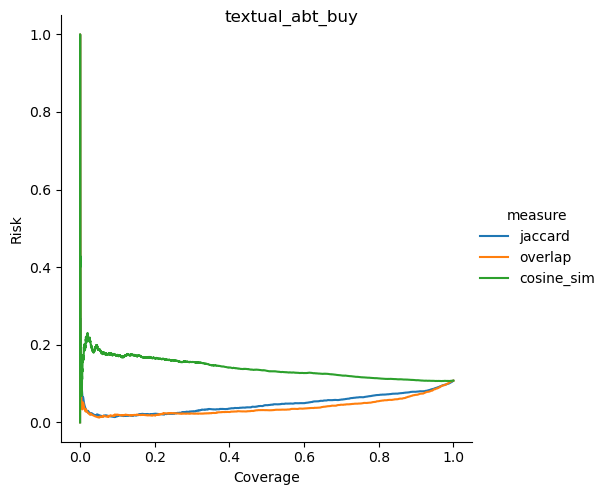 textual_abt_buy
1.0
0.8
0.6
0.4
0.2
0.0
Risk
0.0 0.2 0.4 0.6 0.8 1.0
Coverage
measure
jaccard
overlap
cosine_sim